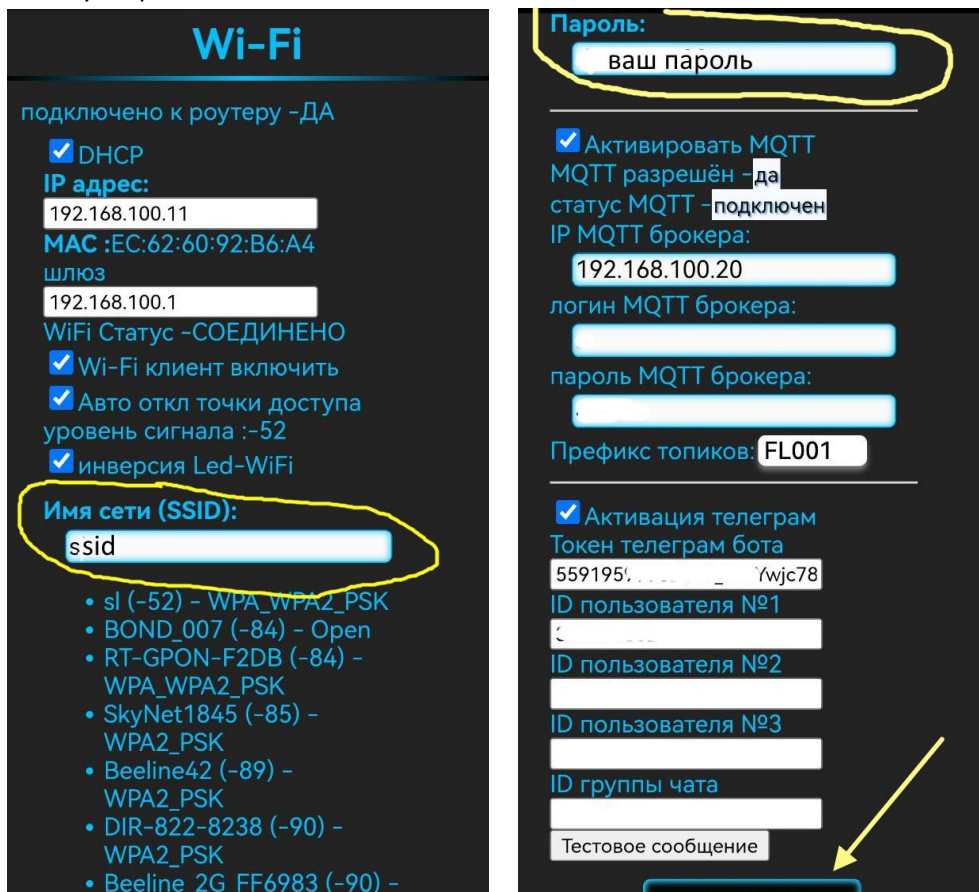 Wi-Fi
подключено к роутеру -ДА
DHCP
IP адрес:
192.168.100.11
MAC :EC:62:60:92:B6:A4
шлюз
192.168.100.1
WiFi Статус -СОЕДИНЕНО
Wi-Fi клиент включить
Авто откл точки доступа
уровень сигнала :-52
инверсия Led-WiFi
Имя сети (SSID):
ssid
• sl (-52) - WPA_WPA2_PSK
• BOND_007 (-84) - Open
• RT-GPON-F2DB (-84) -
WPA_WPA2_PSK
• SkyNet1845 (-85) -
WPA2_PSK
• Beeline42 (-89) -
WPA2_PSK
• DIR-822-8238 (-90) -
WPA2_PSK
• Beeline_2G_FF6983 (-90) -
Пароль:
ваш пароль
Активировать MQTT
MQTT разрешён -да
статус MQTT -подключен
IP MQTT брокера:
192.168.100.20
логин MQTT брокера:
пароль MQTT брокера:
Префикс топиков: FL001
Активация телеграм
Токен телеграм бота
559195 Ywjc78
ID пользователя №1
ID пользователя №2
ID пользователя №3
ID группы чата
Тестовое сообщение